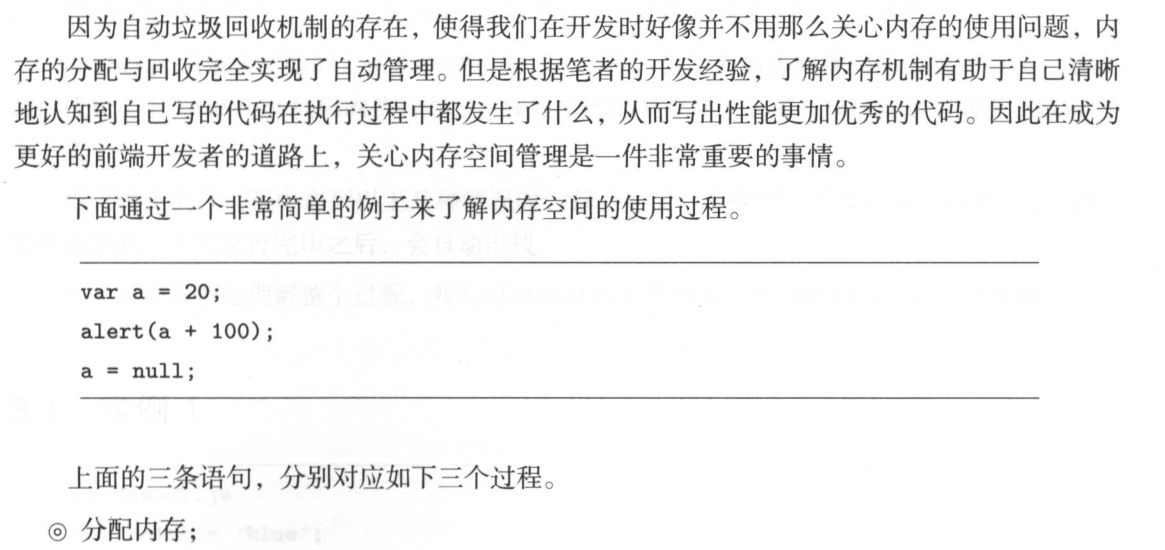 因为自动垃圾回收机制的存在，使得我们在开发时好像并不用那么关心内存的使用问题，内
存的分配与回收完全实现了自动管理。但是根据笔者的开发经验，了解内存机制有助于自己清晰
地认知到自己写的代码在执行过程中都发生了什么，从而写出性能更加优秀的代码。因此在成为
更好的前端开发者的道路上，关心内存空间管理是一件非常重要的事情。
下面通过一个非常简单的例子来了解内存空间的使用过程。
var a = 20;
alert(a + 100);
a = null;
上面的三条语句，分别对应如下三个过程。
◎ 分配内存；